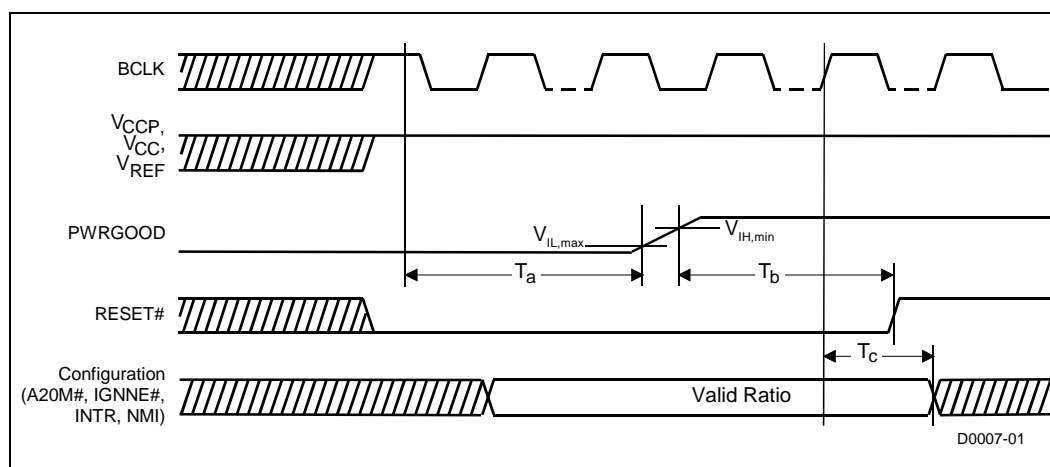 BCLK
VCCP,
VCC,
VREF
PWRGOOD
VIL,max
VIH,min
Ta
Tb
RESET#
Tc
Configuration
(A20M#, IGNNE#,
INTR, NMI)
Valid Ratio
D0007-01